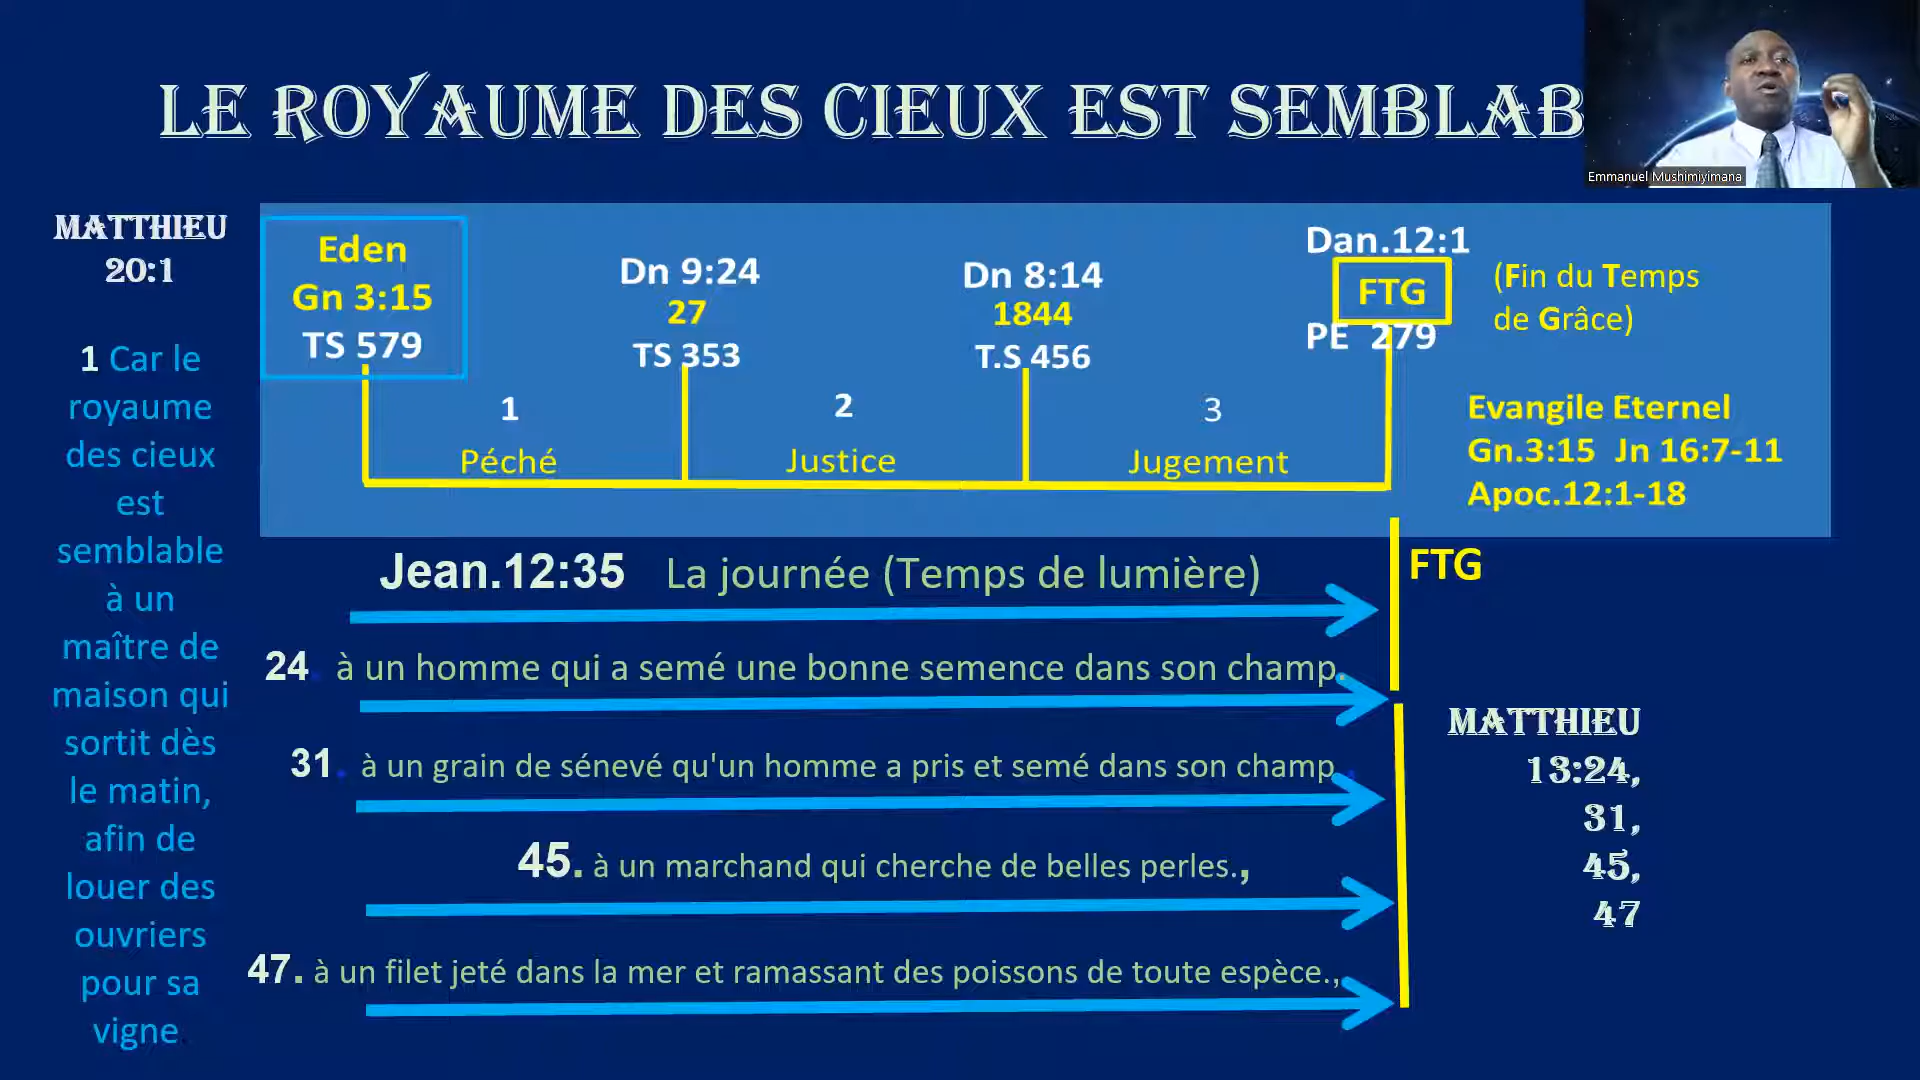 LE ROYAUME DES CIEUX EST SEMBLAB
Emmanuel Mushimiyimana
MATTHIEU
20:1
1 Car le
royaume
des cieux
est
semblable
à un
maître de
maison qui
sortit dès
le matin,
afin de
louer des
ouvriers
pour sa
vigne.
Eden
Gn 3:15
TS 579
Dn 9:24
27
TS 353
Dn 8:14
1844
T.S 456
Dan.12:1
FTG
PE 279
(Fin du Temps
de Grâce)
1
Péché
2
Justice
3
Jugement
Evangile Eternel
Gn.3:15 Jn 16:7-11
Apoc.12:1-18
Jean.12:35 La journée (Temps de lumière)
FTG
24. à un homme qui a semé une bonne semence dans son champ.
31. à un grain de sénevé qu'un homme a pris et semé dans son champ.
45. à un marchand qui cherche de belles perles.,
47. à un filet jeté dans la mer et ramassant des poissons de toute espèce.,
MATTHIEU
13:24,
31,
45,
47